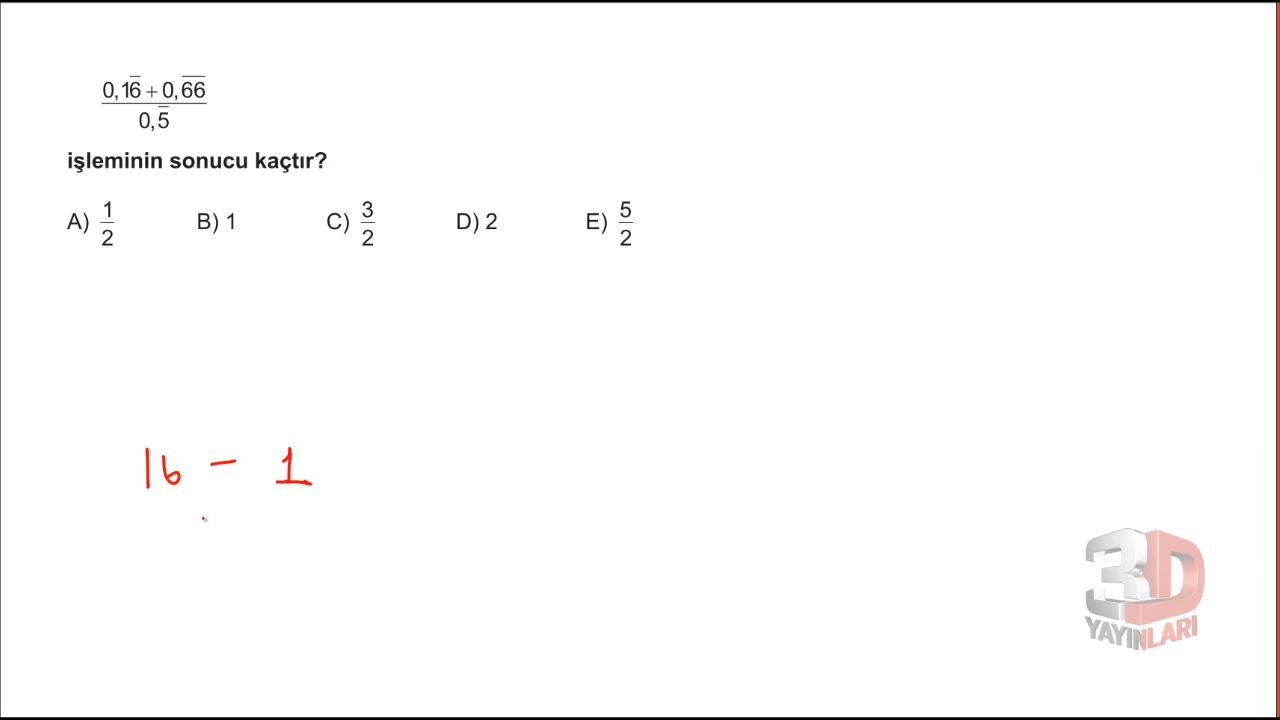 0,16̅ + 0,6̅6̅
0,5̅
işleminin sonucu kaçtır?
A) 1/2 B) 1 C) 3/2 D) 2 E) 5/2
16 - 1
3D
YAYINLARI